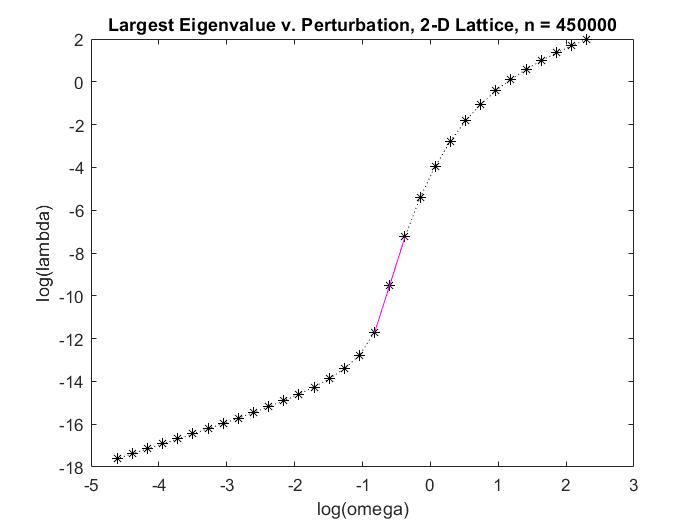 Largest Eigenvalue v. Perturbation, 2-D Lattice, n = 450000
2
0
-2
-4
-6
-8
-10
-12
-14
-16
-18
log(lambda)
-5 -4 -3 -2 -1 0 1 2 3
log(omega)